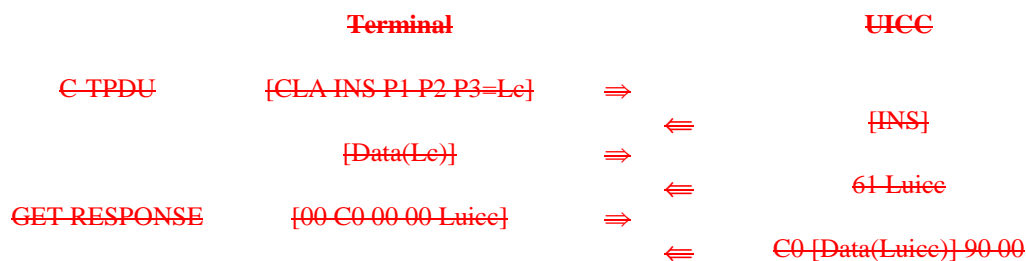 Terminal UICC
C-TPDU [CLA INS P1 P2 P3=Lc] ⇒
⇐ [INS]
[Data(Lc)] ⇒
⇐ 61 Luicc
GET RESPONSE [00 C0 00 00 Luicc] ⇒
⇐ C0 [Data(Luicc)] 90 00